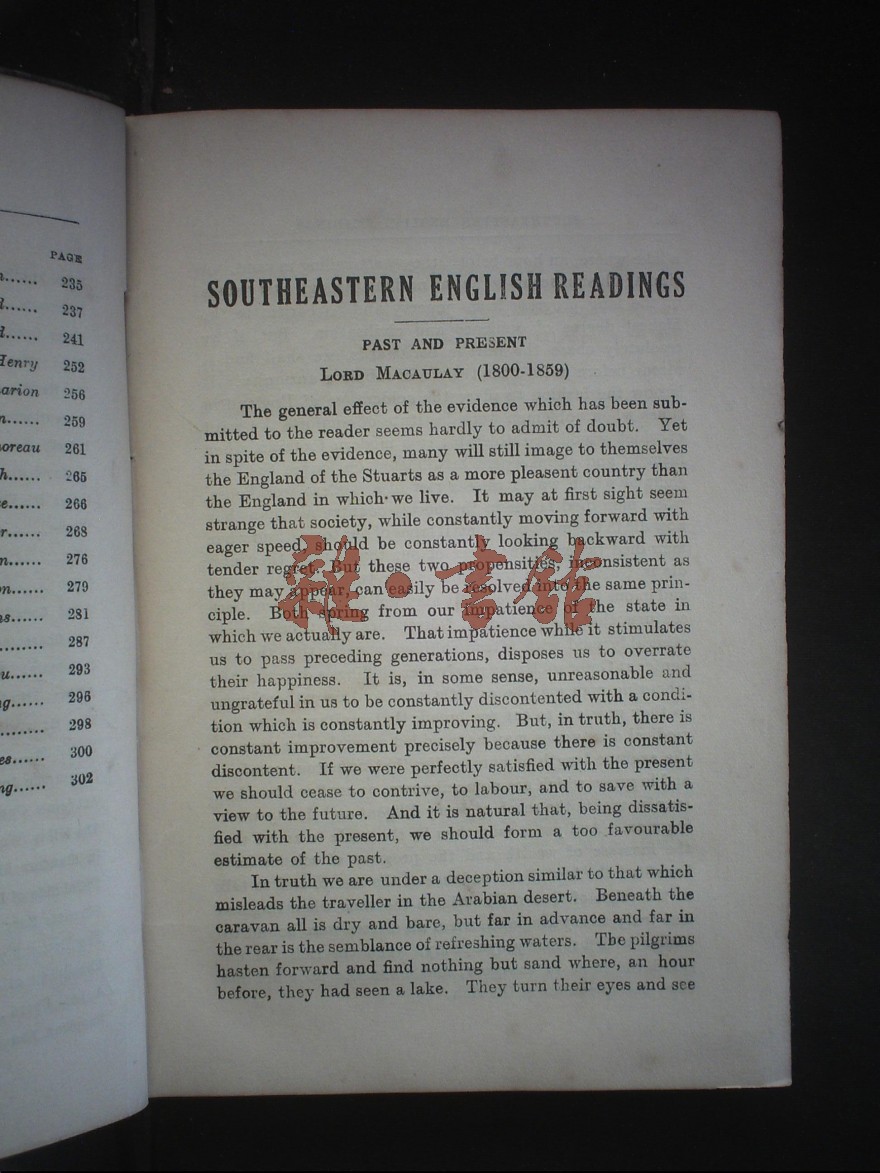 PAGE
235
237
241
Henry 252
arion 256
259
oreau 261
265
266
268
276
279
281
287
293
296
298
300
302
SOUTHEASTERN ENGLISH READINGS
PAST AND PRESENT
LORD MACAULAY (1800-1859)
The general effect of the evidence which has been sub-
mitted to the reader seems hardly to admit of doubt. Yet
in spite of the evidence, many will still image to themselves
the England of the Stuarts as a more pleasent country than
the England in which we live. It may at first sight seem
strange that society, while constantly moving forward with
eager speed, should be constantly looking backward with
tender regret. But these two propensities, inconsistent as
they may appear, can easily be resolved into the same prin-
ciple. Both spring from our impatience of the state in
which we actually are. That impatience while it stimulates
us to pass preceding generations, disposes us to overrate
their happiness. It is, in some sense, unreasonable and
ungrateful in us to be constantly discontented with a condi-
tion which is constantly improving. But, in truth, there is
constant improvement precisely because there is constant
discontent. If we were perfectly satisfied with the present
we should cease to contrive, to labour, and to save with a
view to the future. And it is natural that, being dissatis-
fied with the present, we should form a too favourable
estimate of the past.
In truth we are under a deception similar to that which
misleads the traveller in the Arabian desert. Beneath the
caravan all is dry and bare, but far in advance and far in
the rear is the semblance of refreshing waters. The pilgrims
hasten forward and find nothing but sand where, an hour
before, they had seen a lake. They turn their eyes and see